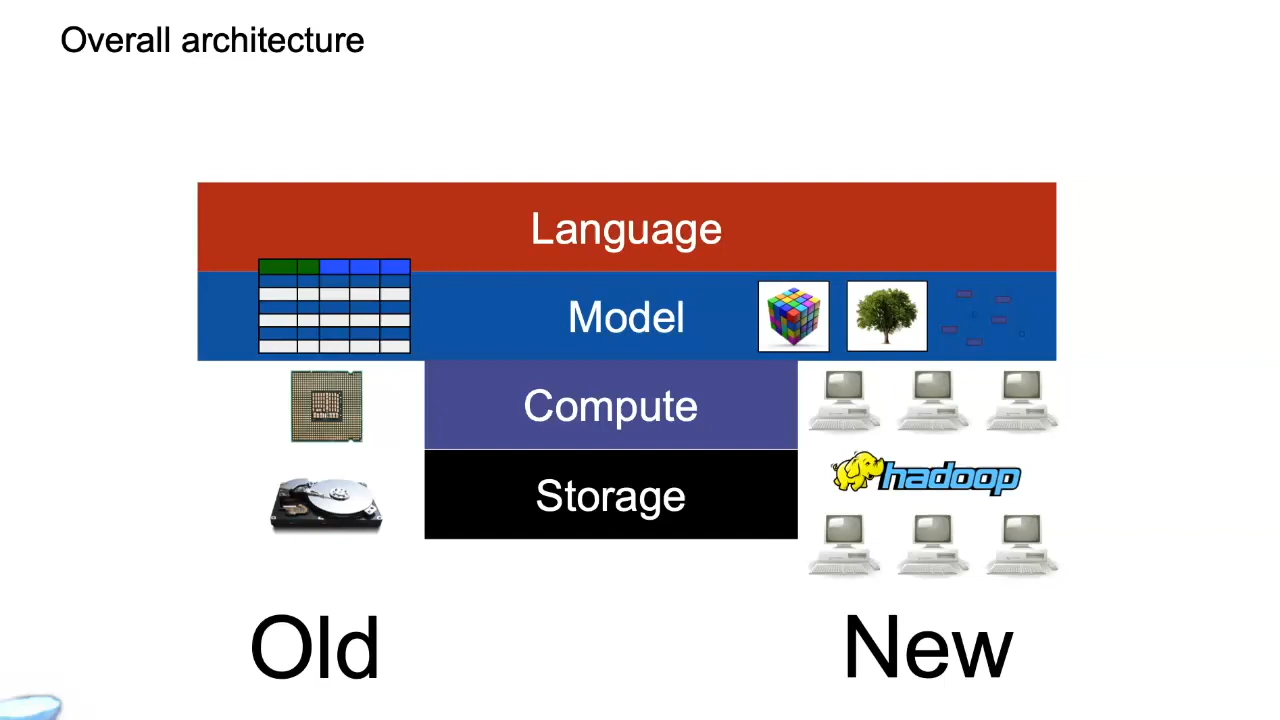 Overall architecture
Language
Model
Compute
hadoop
Storage
Old
New